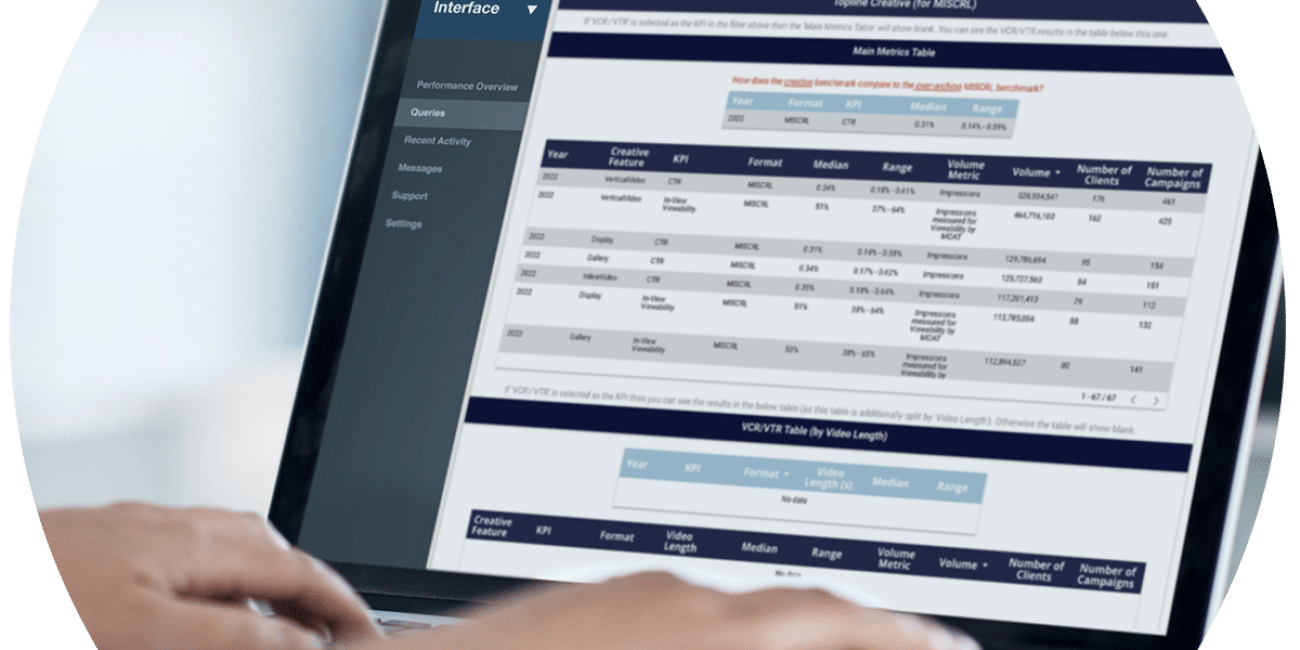 Interface ▼
Performance Overview
Queries
Recent Activity
Messages
Support
Settings
Topline Creative (for MISCRL)
If 'VCR/VTR' is selected as the KPI in the filter above then the 'Main Metrics Table' will show blank. You can see the VCR/VTR results in the table below this one.
Main Metrics Table
How does the creative benchmark compare to the over-arching MISCRL benchmark?
Year Format KPI Median Range
2022 MISCRL CTR 0.31% 0.14% - 0.59%
Year Creative Feature KPI Format Median Range Volume Metric Volume Number of Clients Number of Campaigns
2022 VerticalVideo CTR MISCRL 0.34% 0.18% - 0.61% Impressions 528,554,541 176 461
2022 VerticalVideo In-View Viewability MISCRL 51% 37% - 64% Impressions measured for Viewability by MOAT 464,716,103 162 425
2022 Display CTR MISCRL 0.31% 0.14% - 0.58% Impressions 129,786,694 95 154
2022 Gallery CTR MISCRL 0.34% 0.17% - 0.62% Impressions 125,727,560 84 151
2022 InlineVideo CTR MISCRL 0.35% 0.18% - 0.64% Impressions 117,201,413 79 112
2022 Display In-View Viewability MISCRL 51% 38% - 64% Impressions measured for Viewability by MOAT 113,785,054 88 132
2022 Gallery In-View Viewability MISCRL 53% 38% - 65% Impressions measured for Viewability by 112,894,537 80 141
1 - 67 / 67 < >
If 'VCR/VTR' is selected as the KPI then you can see the results in the below table (as this table is additionally split by 'Video Length'). Otherwise the table will show blank.
VCR/VTR Table (by Video Length)
Year KPI Format Video Length (s) Median Range
No data
Creative Feature KPI Format Video Length Median Range Volume Metric Volume Number of Clients Number of Campaigns
No data